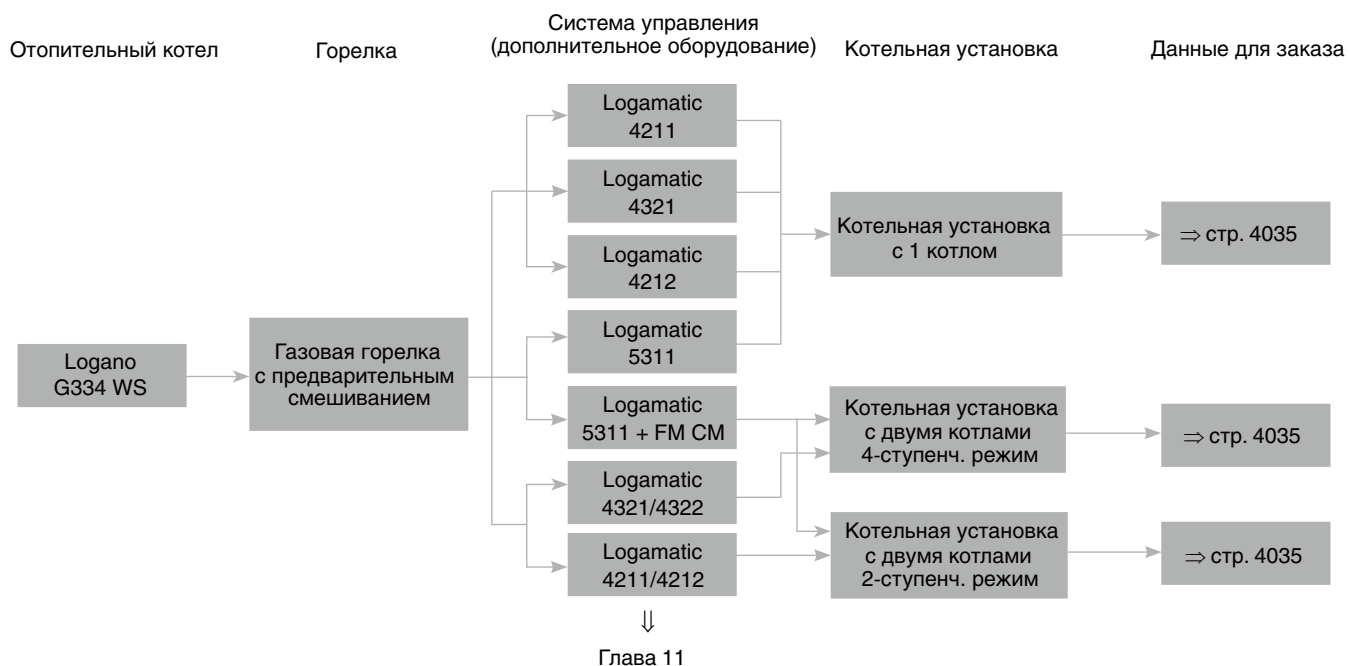 Отопительный котел
Горелка
Система управления
(дополнительное оборудование)
Котельная установка
Данные для заказа
Logano
G334 WS
Газовая горелка
с предварительным
смешиванием
Logamatic
4211
Logamatic
4321
Logamatic
4212
Logamatic
5311
Logamatic
5311 + FM CM
Logamatic
4321/4322
Logamatic
4211/4212
⇓
Глава 11
Котельная установка
с 1 котлом
Котельная установка
с двумя котлами
4-ступенч. режим
Котельная установка
с двумя котлами
2-ступенч. режим
⇒ стр. 4035
⇒ стр. 4035
⇒ стр. 4035